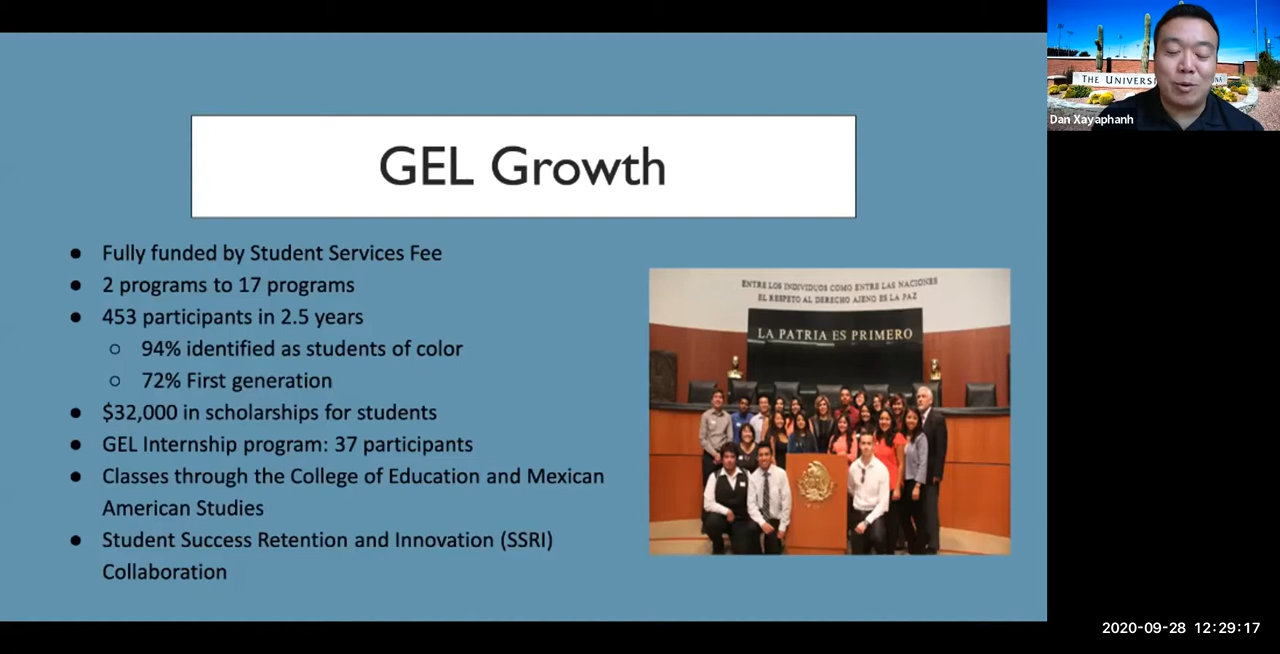 GEL Growth
● Fully funded by Student Services Fee
● 2 programs to 17 programs
● 453 participants in 2.5 years
○ 94% identified as students of color
○ 72% First generation
● $32,000 in scholarships for students
● GEL Internship program: 37 participants
● Classes through the College of Education and Mexican
American Studies
● Student Success Retention and Innovation (SSRI)
Collaboration
ENTRE LOS INDIVIDUOS COMO ENTRE LAS NACIONES
EL RESPETO AL DERECHO AJENO ES LA PAZ
LA PATRIA ES PRIMERO
THE UNIVERSI NA
Dan Xayaphanh
2020-09-28 12:29:17